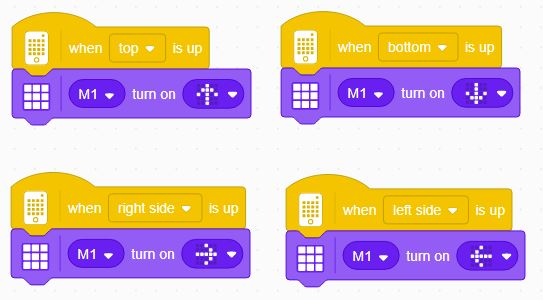 when top is up
M1 turn on
when bottom is up
M1 turn on
when right side is up
M1 turn on
when left side is up
M1 turn on